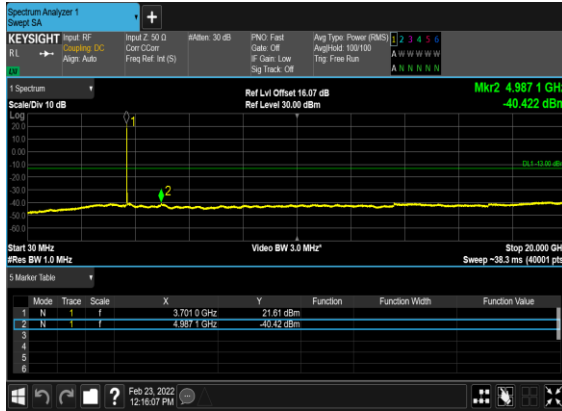 Spectrum Analyzer 1
Swept SA
+
KEYSIGHT Input: RF Input Z: 50 Ω #Atten: 30 dB PNO: Fast Avg Type: Power (RMS) 1 2 3 4 5 6
RL Coupling: DC Corr CCorr Gate: Off Avg|Hold: 100/100 A W W W W W
Align: Auto Freq Ref: Int (S) IF Gain: Low Trig: Free Run
LU Sig Track: Off A N N N N N
1 Spectrum Ref Lvl Offset 16.07 dB Mkr2 4.987 1 GHz
Scale/Div 10 dB Ref Level 30.00 dBm -40.422 dBm
Log
1
20.0
10.0
0.00
-10.0 DL1 -13.00 dBm
-20.0
-30.0
2
-40.0
-50.0
-60.0
Start 30 MHz Video BW 3.0 MHz* Stop 20.000 GHz
#Res BW 1.0 MHz Sweep ~38.3 ms (40001 pts)
5 Marker Table
Mode Trace Scale X Y Function Function Width Function Value
1 N 1 f 3.701 0 GHz 21.61 dBm
2 N 1 f 4.987 1 GHz -40.42 dBm
3
4
5
6
? Feb 23, 2022
12:16:07 PM